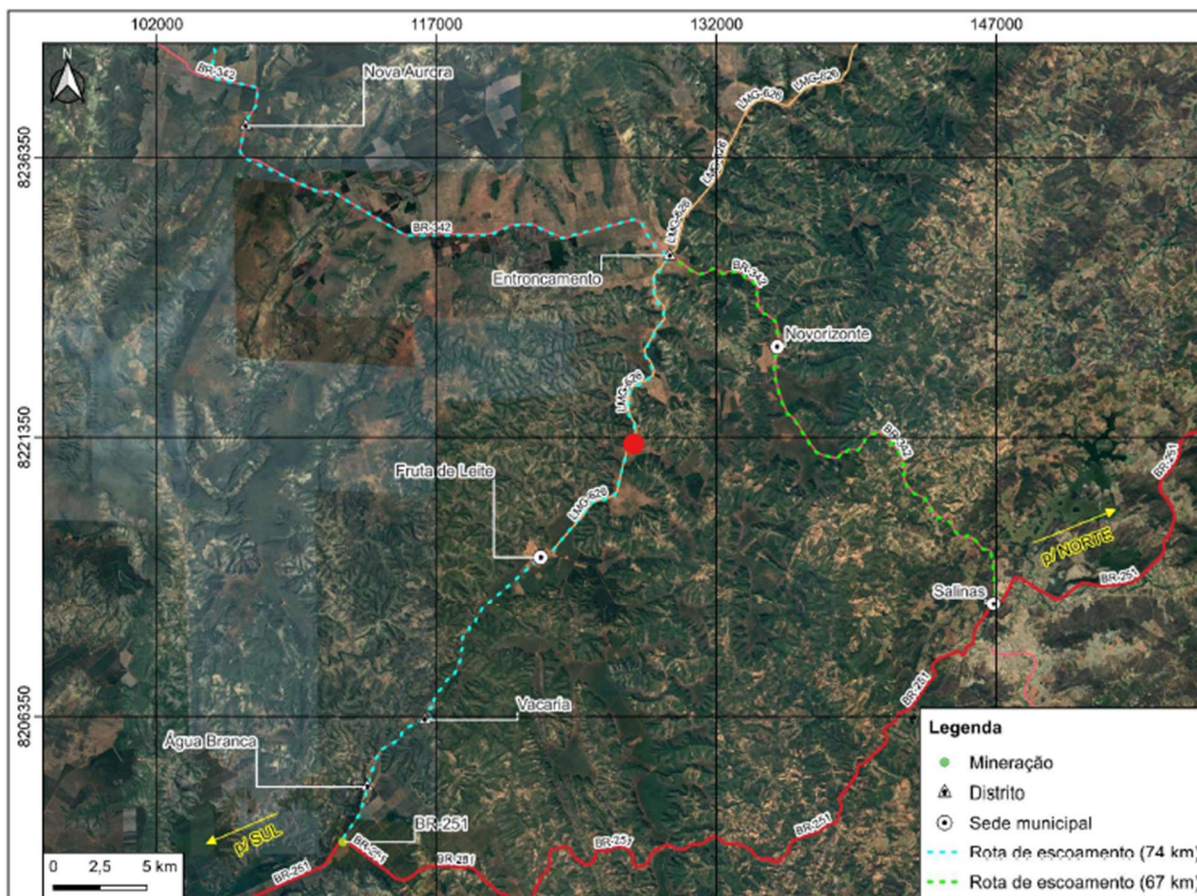 102000
117000
132000
147000
N
BR-342
Nova Aurora
LMG-626
LMG-626
8236350
LMG-626
BR-342
LMG-626
Entroncamento
BR-342
Novorizonte
LMG-626
8221350
BR-251
Fruta de Leite
LMG-626
p/ NORTE
BR-251
Salinas
BR-251
8206350
Vacaria
Água Branca
BR-251
p/ SUL
BR-251
BR-251
BR-251
BR-251
BR-251
0 2,5 5 km
Legenda
Mineração
Distrito
Sede municipal
Rota de escoamento (74 km)
Rota de escoamento (67 km)